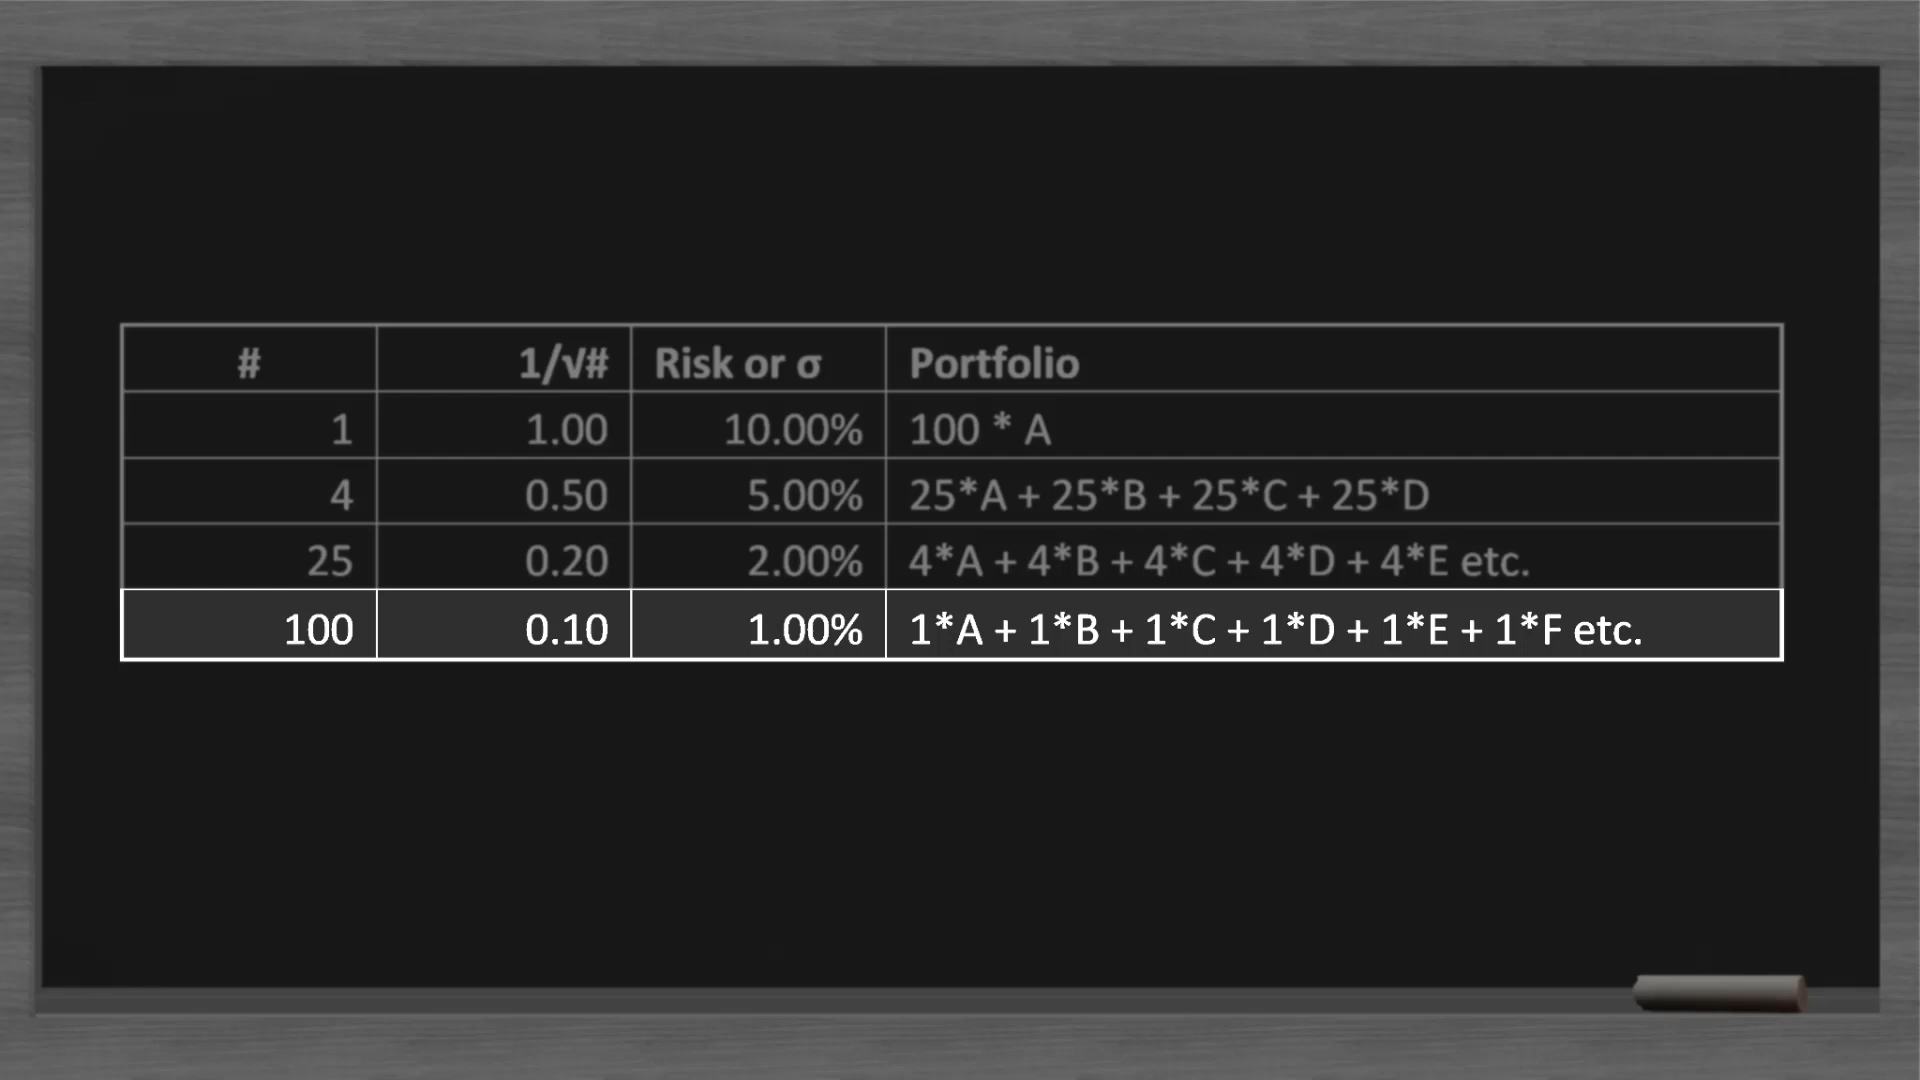 # 1/√# Risk or σ Portfolio
1 1.00 10.00% 100 * A
4 0.50 5.00% 25*A + 25*B + 25*C + 25*D
25 0.20 2.00% 4*A + 4*B + 4*C + 4*D + 4*E etc.
100 0.10 1.00% 1*A + 1*B + 1*C + 1*D + 1*E + 1*F etc.